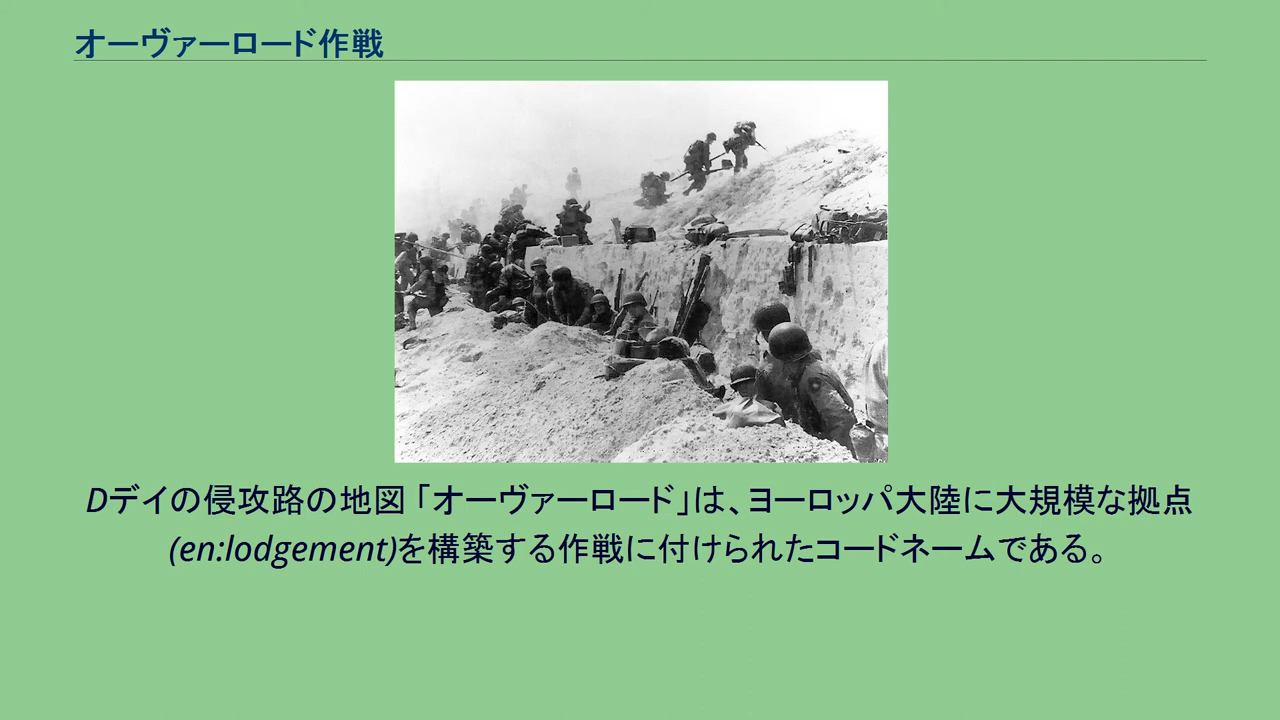 オーヴァーロード作戦
Dデイの侵攻路の地図「オーヴァーロード」は、ヨーロッパ大陸に大規模な拠点
(en:lodgement)を構築する作戦に付けられたコードネームである。